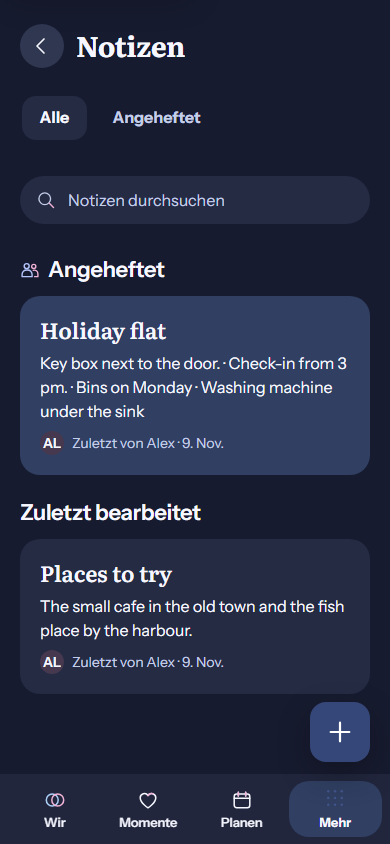 Notizen
Alle
Angeheftet
Notizen durchsuchen
Angeheftet
Holiday flat
Key box next to the door. · Check-in from 3
pm. · Bins on Monday · Washing machine
under the sink
AL Zuletzt von Alex · 9. Nov.
Zuletzt bearbeitet
Places to try
The small cafe in the old town and the fish
place by the harbour.
AL Zuletzt von Alex · 9. Nov.
Wir
Momente
Planen
Mehr